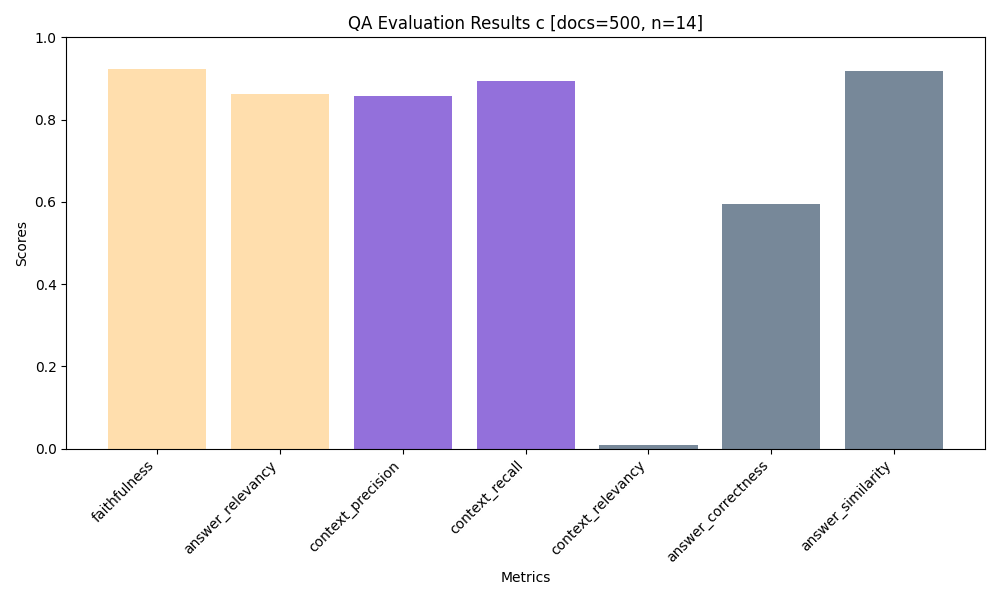 QA Evaluation Results c [docs=500, n=14]
Scores
1.0
0.8
0.6
0.4
0.2
0.0
faithfulness
answer_relevancy
context_precision
context_recall
context_relevancy
answer_correctness
answer_similarity
Metrics